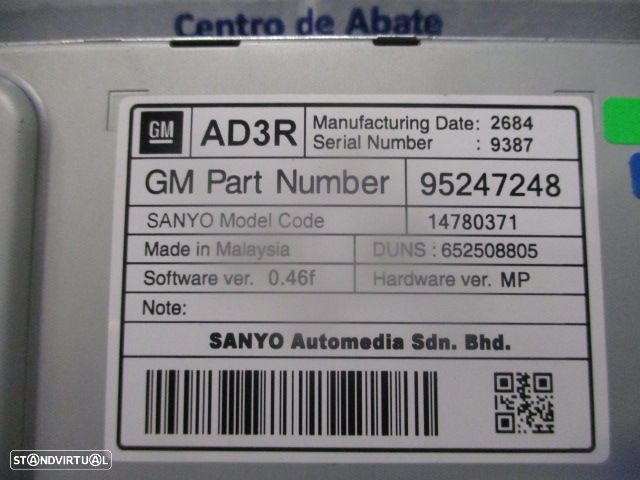 Centro de Abate
GM AD3R Manufacturing Date: 2684
Serial Number : 9387
GM Part Number 95247248
SANYO Model Code 14780371
Made in Malaysia DUNS : 652508805
Software ver. 0.46f Hardware ver. MP
Note:
SANYO Automedia Sdn. Bhd.
STANDVIRTUAL